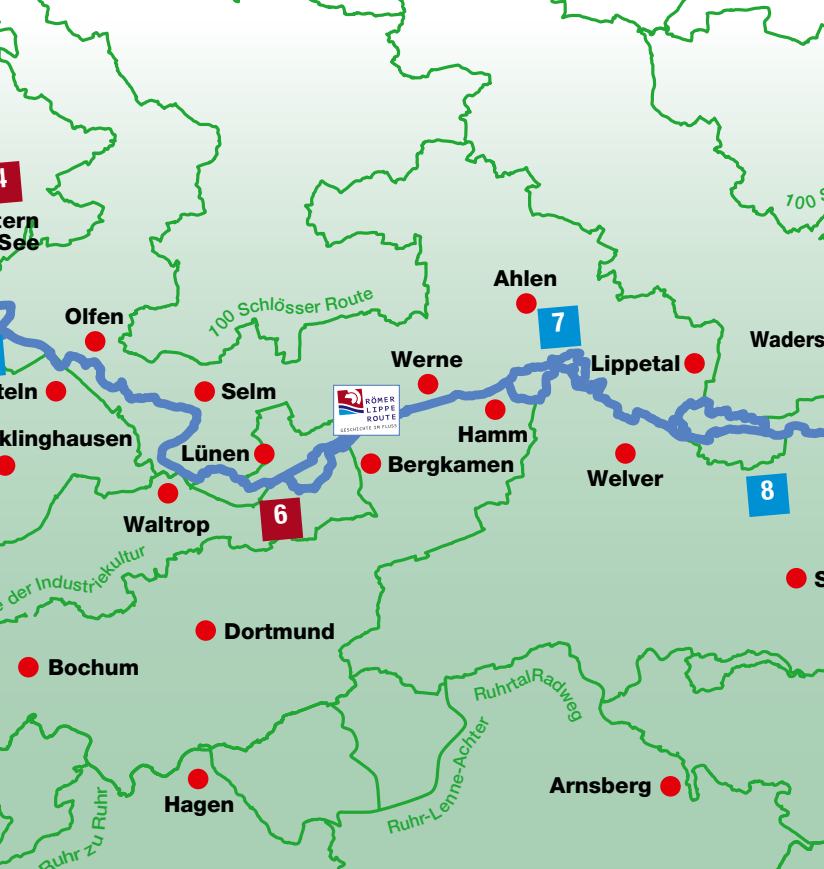 4
tern
See
100 S
Ahlen
7
100 Schlösser Route
Olfen
Waders
Werne
Lippetal
teln
Selm
RÖMER
LIPPE
ROUTE
GESCHICHTE IM FLUSS
klinghausen
Hamm
Lünen
Bergkamen
Welver
8
6
Waltrop
e der Industriekultur
S
Dortmund
Bochum
RuhrtalRadweg
Ruhr-Lenne-Achter
Arnsberg
Hagen
Ruhr zu Ruhr